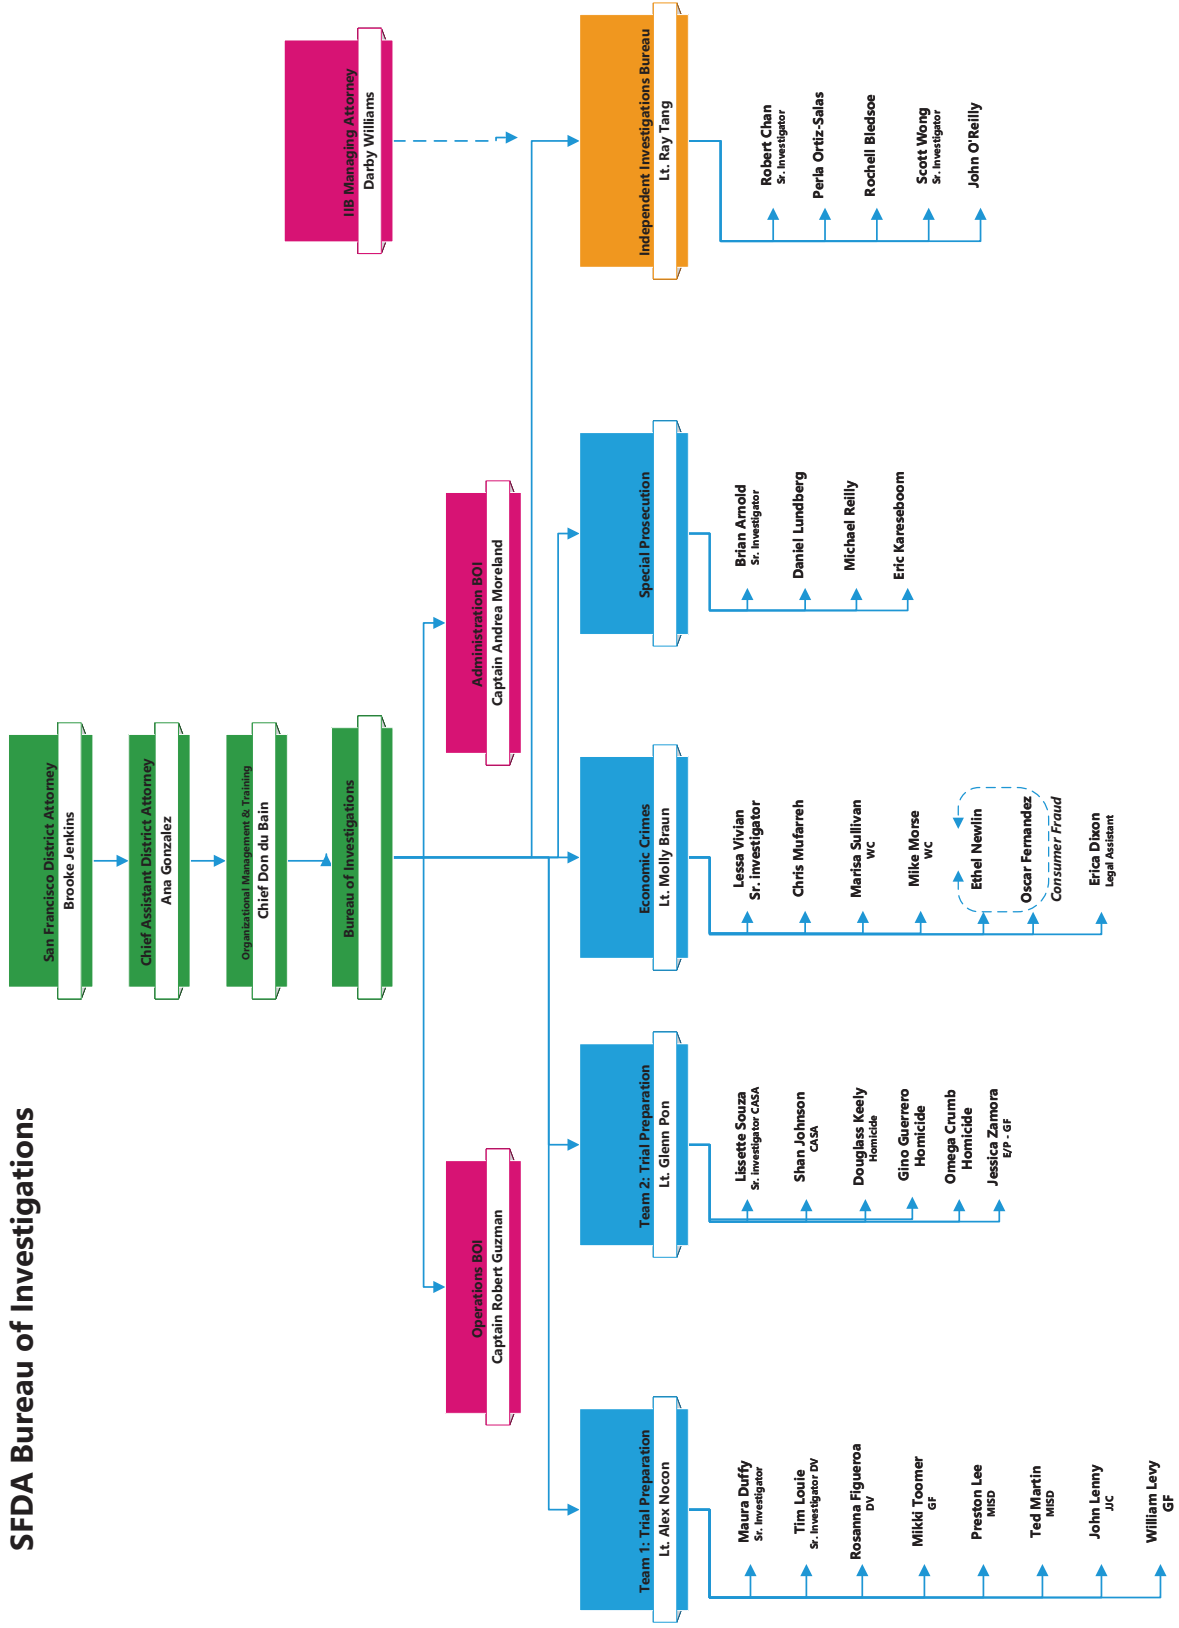 SFDA Bureau of Investigations
San Francisco District Attorney
Brooke Jenkins
Chief Assistant District Attorney
Ana Gonzalez
Organizational Management & Training
Chief Don du Bain
Bureau of Investigations
IIB Managing Attorney
Darby Williams
Operations BOI
Captain Robert Guzman
Administration BOI
Captain Andrea Moreland
Team 1: Trial Preparation
Lt. Alex Nocon
Maura Duffy
Sr. Investigator
Tim Louie
Sr. Investigator DV
Rosanna Figueroa
DV
Mikki Toomer
GF
Preston Lee
MISD
Ted Martin
MISD
John Lenny
JJC
William Levy
GF
Team 2: Trial Preparation
Lt. Glenn Pon
Lissette Souza
Sr. investigator CASA
Shan Johnson
CASA
Douglass Keely
Homicide
Gino Guerrero
Homicide
Omega Crumb
Homicide
Jessica Zamora
E/P - GF
Economic Crimes
Lt. Molly Braun
Lessa Vivian
Sr. investigator
Chris Mufarreh
Marisa Sullivan
WC
Mike Morse
WC
Ethel Newlin
Oscar Fernandez
Consumer Fraud
Erica Dixon
Legal Assistant
Special Prosecution
Brian Arnold
Sr. Investigator
Daniel Lundberg
Michael Reilly
Eric Kareseboom
Independent Investigations Bureau
Lt. Ray Tang
Robert Chan
Sr. Investigator
Perla Ortiz-Salas
Rochell Bledsoe
Scott Wong
Sr. Investigator
John O'Reilly